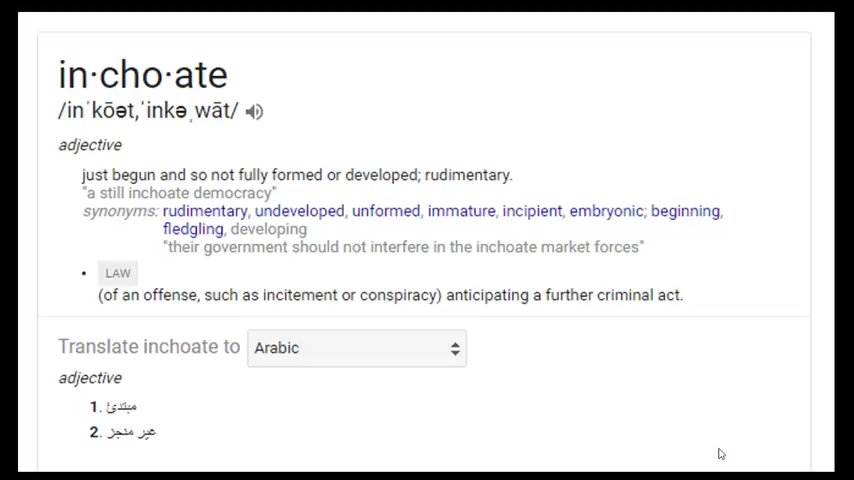 in·cho·ate
/inˈkōət,ˈinkəˌwāt/
adjective
just begun and so not fully formed or developed; rudimentary.
"a still inchoate democracy"
synonyms: rudimentary, undeveloped, unformed, immature, incipient, embryonic; beginning,
fledgling, developing
"their government should not interfere in the inchoate market forces"
• LAW
(of an offense, such as incitement or conspiracy) anticipating a further criminal act.
Translate inchoate to Arabic
adjective
1. مبتدئ
2. غير منجز